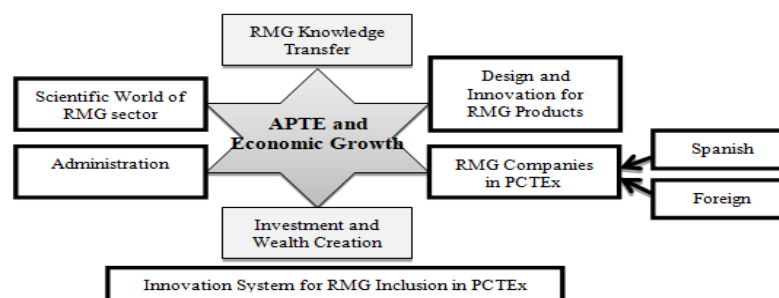 RMG Knowledge
Transfer
Scientific World of
RMG sector
Design and
Innovation for
RMG Products
APTE and
Economic Growth
Administration
RMG Companies
in PCTEx
Spanish
Foreign
Investment and
Wealth Creation
Innovation System for RMG Inclusion in PCTEx